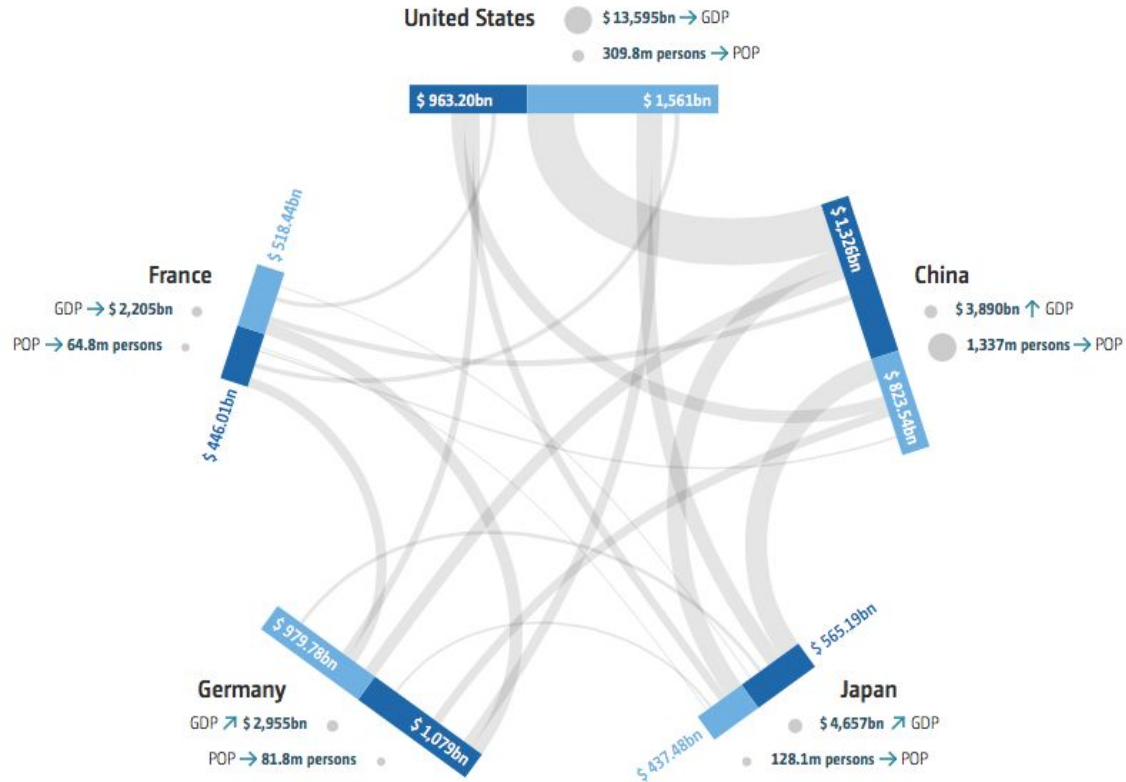 United States
$ 13,595bn → GDP
309.8m persons → POP
$ 963.20bn
$ 1,561bn
$ 518.44bn
France
GDP → $ 2,205bn
POP → 64.8m persons
$ 446.01bn
$ 1,326bn
China
$ 3,890bn ↑ GDP
1,337m persons → POP
$ 823.54bn
$ 979.78bn
Germany
GDP ↗ $ 2,955bn
POP → 81.8m persons
$ 1,079bn
$ 565.19bn
Japan
$ 4,657bn ↗ GDP
128.1m persons → POP
$ 437.48bn